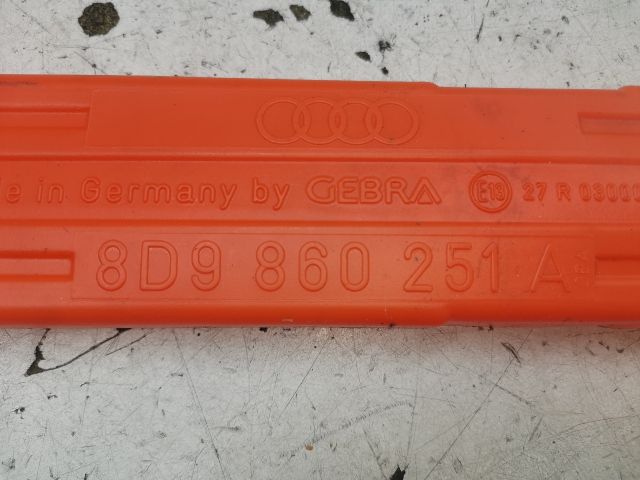 in Germany by GEBRA E13 27 R
8D9 860 251 A